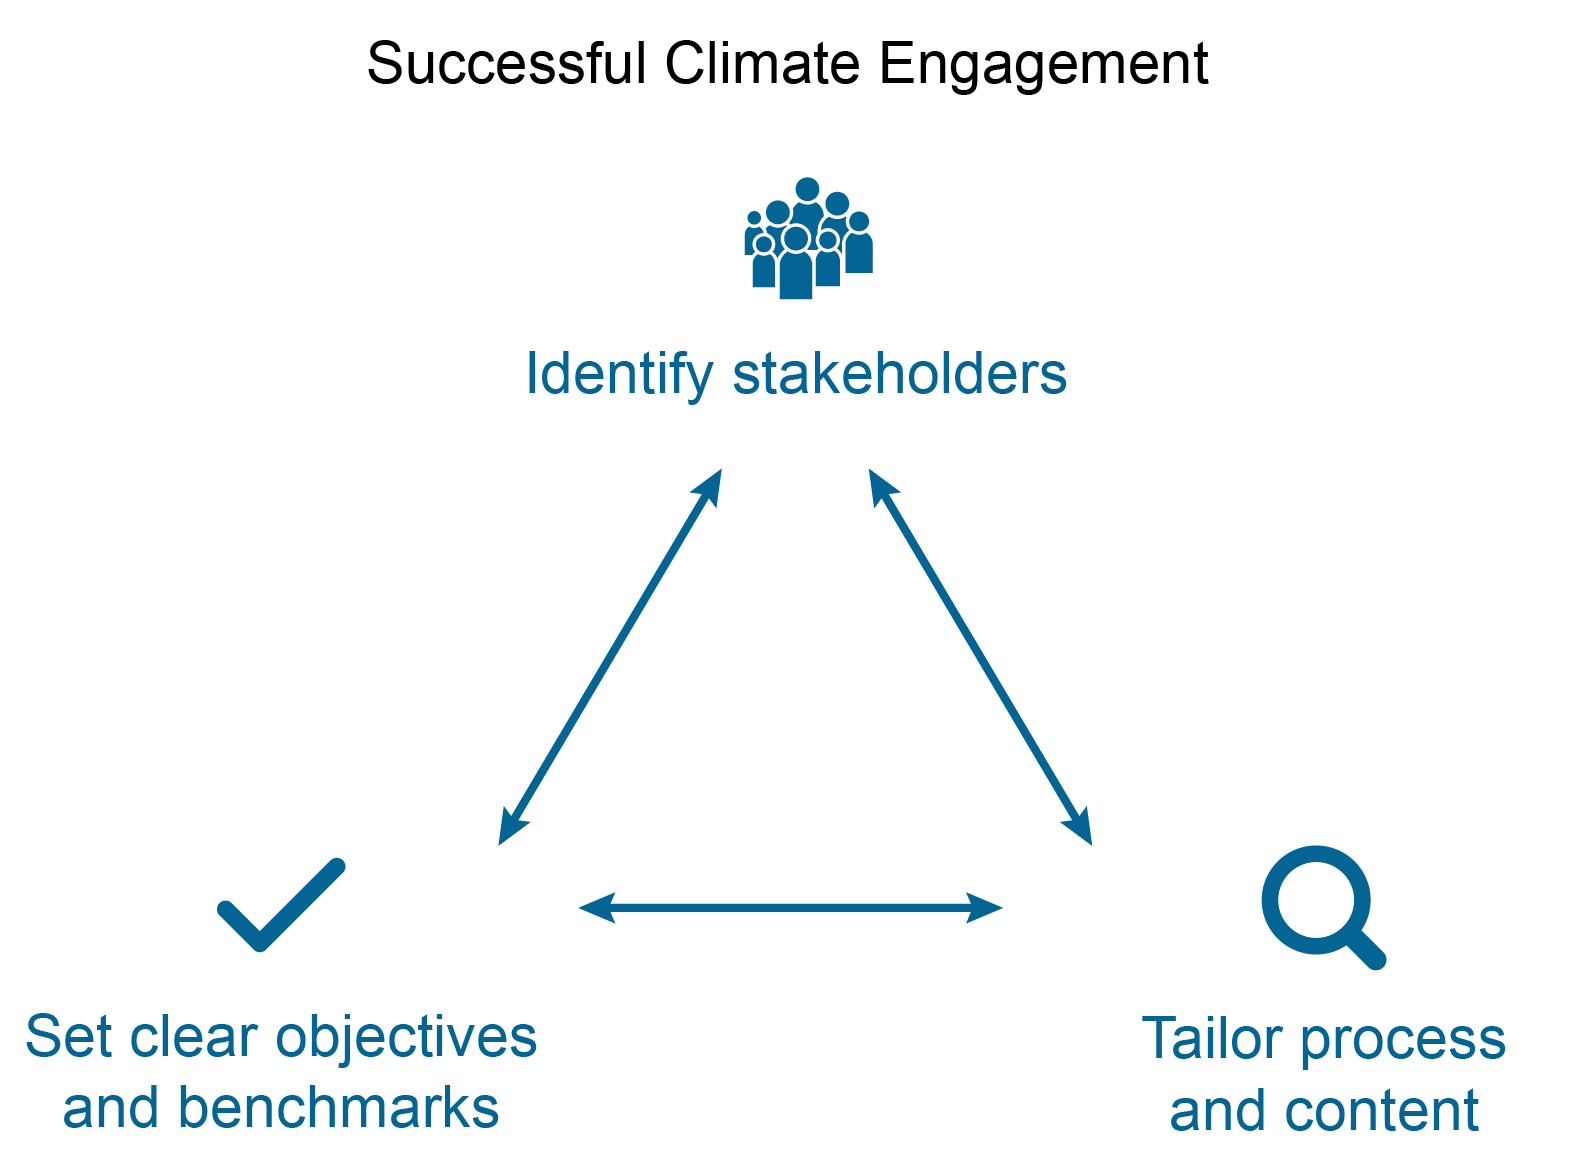 Successful Climate Engagement
Identify stakeholders
Set clear objectives
and benchmarks
Tailor process
and content